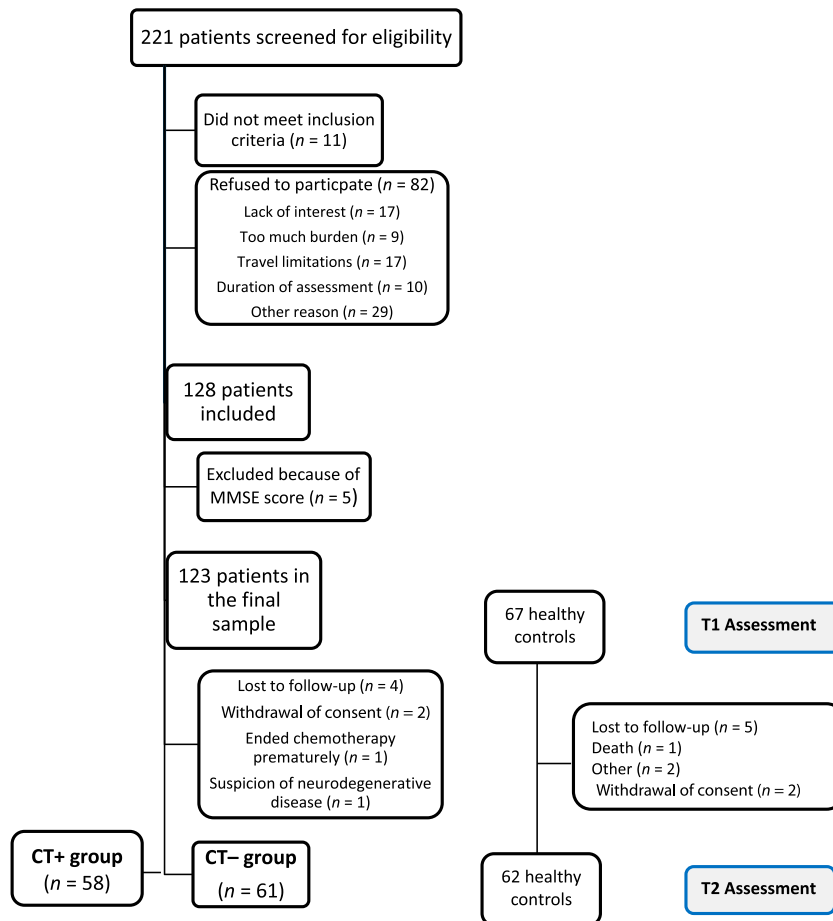 221 patients screened for eligibility
Did not meet inclusion
criteria (n = 11)
Refused to particpate (n = 82)
Lack of interest (n = 17)
Too much burden (n = 9)
Travel limitations (n = 17)
Duration of assessment (n = 10)
Other reason (n = 29)
128 patients
included
Excluded because of
MMSE score (n = 5)
123 patients in
the final
sample
67 healthy
controls
T1 Assessment
Lost to follow-up (n = 4)
Withdrawal of consent (n = 2)
Ended chemotherapy
prematurely (n = 1)
Suspicion of neurodegenerative
disease (n = 1)
Lost to follow-up (n = 5)
Death (n = 1)
Other (n = 2)
Withdrawal of consent (n = 2)
CT+ group
(n = 58)
CT– group
(n = 61)
62 healthy
controls
T2 Assessment